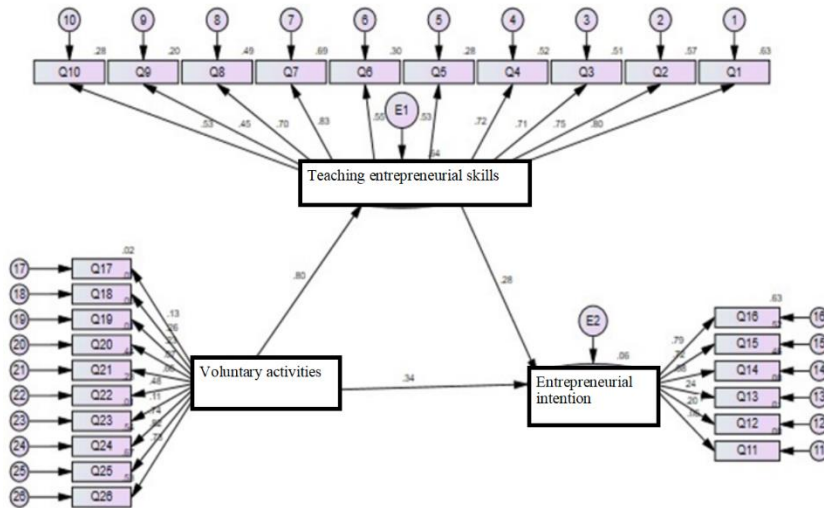 10 9 8 7 6 5 4 3 2 1
.28 .20 .49 .69 .30 .28 .52 .51 .57 .63
Q10 Q9 Q8 Q7 Q6 Q5 Q4 Q3 Q2 Q1
E1
.53 .45 .70 .83 .55 .53 .72 .71 .75 .80
.64
Teaching entrepreneurial skills
.80
.28
.34
.02
17 Q17
18 Q18
19 Q19
20 Q20
21 Q21
22 Q22
23 Q23
24 Q24
25 Q25
26 Q26
.13
.26
.48
.11
Voluntary activities
E2
.06
Entrepreneurial
intention
.63
Q16 16
Q15 15
Q14 14
Q13 13
Q12 12
Q11 11
.79
.72
.24
.20